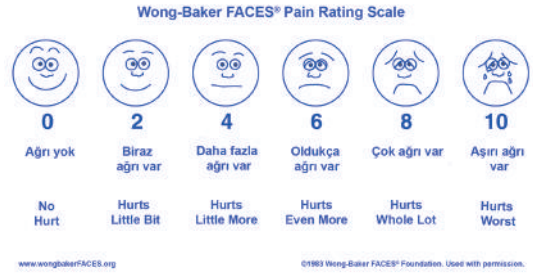 Wong-Baker FACES® Pain Rating Scale
0 2 4 6 8 10
Ağrı yok Biraz Daha fazla Oldukça Çok ağrı var Aşırı ağrı
ağrı var ağrı var ağrı var var
No Hurts Hurts Hurts Hurts Hurts
Hurt Little Bit Little More Even More Whole Lot Worst
www.wongbakerFACES.org ©1983 Wong-Baker FACES® Foundation. Used with permission.